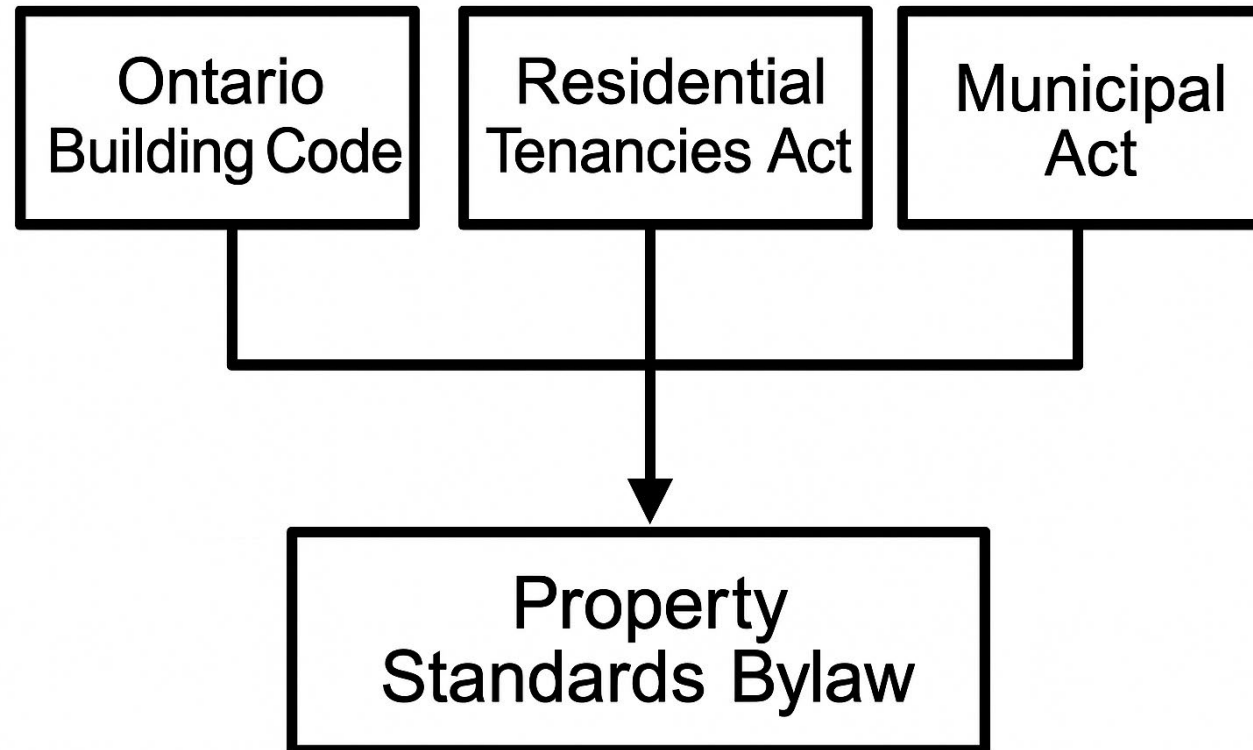 Ontario
Building Code
Residential
Tenancies Act
Municipal
Act
Property
Standards Bylaw